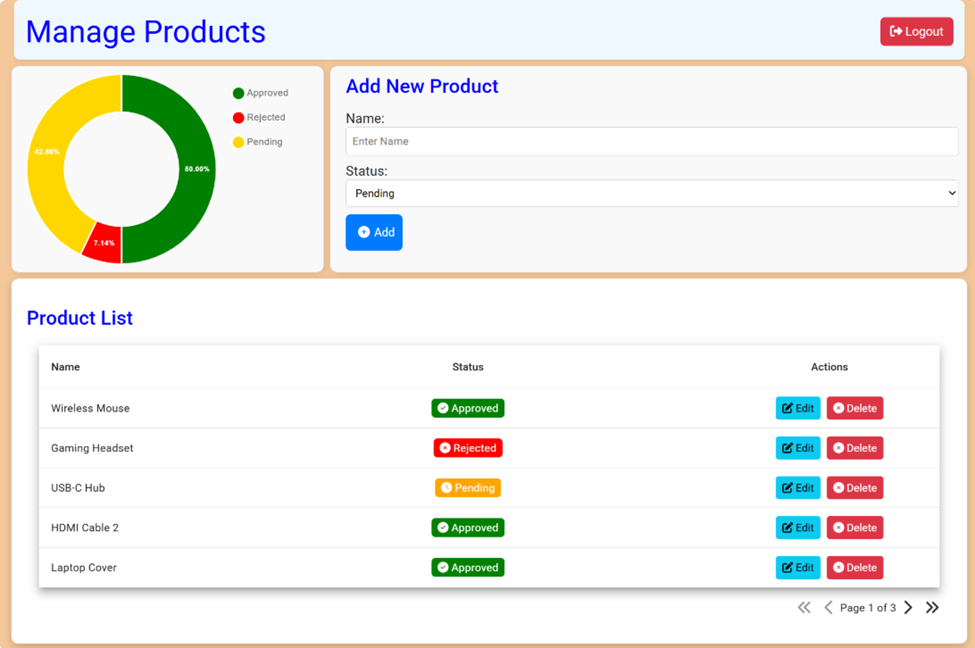 Manage Products
Logout
Approved
Rejected
Pending
42.86%
50.00%
7.14%
Add New Product
Name:
Enter Name
Status:
Pending
Add
Product List
Name Status Actions
Wireless Mouse Approved Edit Delete
Gaming Headset Rejected Edit Delete
USB-C Hub Pending Edit Delete
HDMI Cable 2 Approved Edit Delete
Laptop Cover Approved Edit Delete
Page 1 of 3